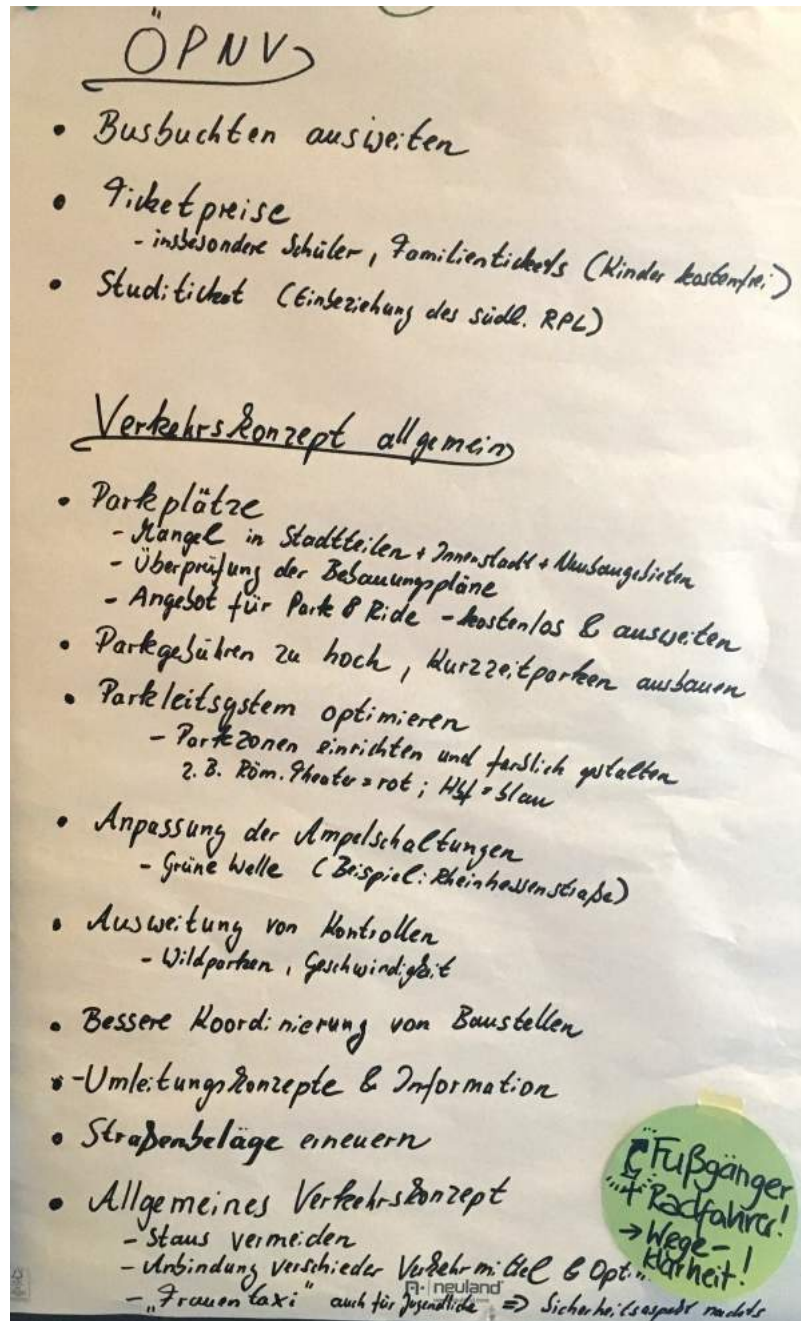 ÖPNV
• Busbuchten ausweiten
• Ticketpreise
- insbesondere Schüler, Familientickets (Kinder kostenfrei)
• Studiticket (Einbeziehung des südl. RPL)
Verkehrskonzept allgemein
• Parkplätze
- Mangel in Stadtteilen + Innenstadt + Neubaugebieten
- Überprüfung der Bebauungspläne
- Angebot für Park & Ride - kostenlos & ausweiten
• Parkgebühren zu hoch, Kurzzeitparken ausbauen
• Parkleitsystem optimieren
- Parkzonen einrichten und farblich gestalten
z. B. Röm. Theater = rot ; Hbf = blau
• Anpassung der Ampelschaltungen
- Grüne Welle (Beispiel: Rheinhessenstraße)
• Ausweitung von Kontrollen
- Wildparken, Geschwindigkeit
• Bessere Koordinierung von Baustellen
• - Umleitungskonzepte & Information
• Straßenbeläge erneuern
• Allgemeines Verkehrskonzept
- Staus vermeiden
- Anbindung verschieder Verkehrmittel & Opti
- „Frauentaxi" auch für Jugendliche => Sicherheitsaspekt nachts
neuland
Fußgänger
+ Radfahrer!
→ Wege-
klarheit!